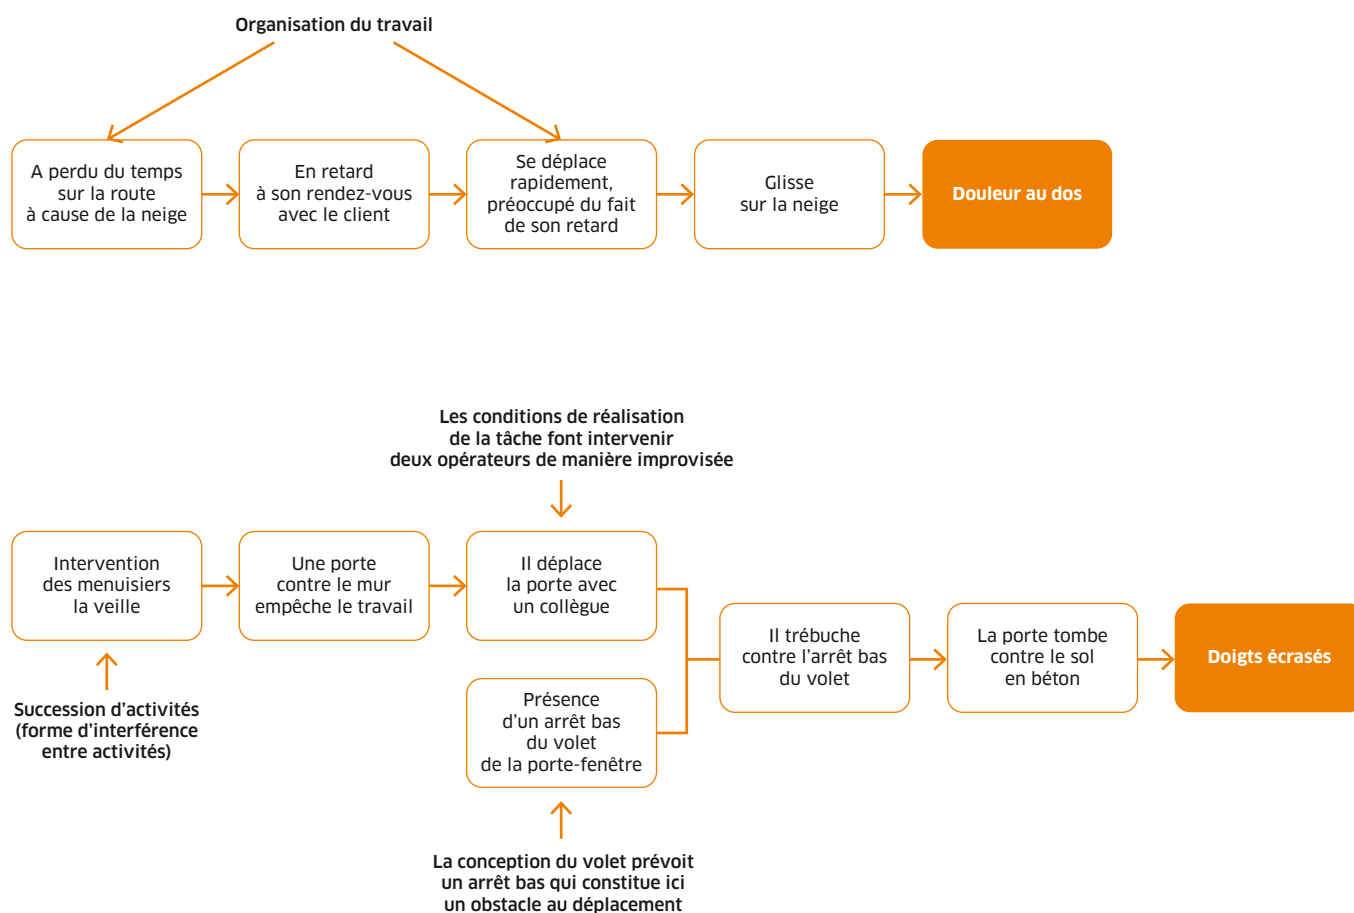 Organisation du travail
A perdu du temps
sur la route
à cause de la neige
En retard
à son rendez-vous
avec le client
Se déplace
rapidement,
préoccupé du fait
de son retard
Glisse
sur la neige
Douleur au dos
Les conditions de réalisation
de la tâche font intervenir
deux opérateurs de manière improvisée
Intervention
des menuisiers
la veille
Une porte
contre le mur
empêche le travail
Il déplace
la porte avec
un collègue
Il trébuche
contre l’arrêt bas
du volet
La porte tombe
contre le sol
en béton
Doigts écrasés
Succession d’activités
(forme d’interférence
entre activités)
Présence
d’un arrêt bas
du volet
de la porte-fenêtre
La conception du volet prévoit
un arrêt bas qui constitue ici
un obstacle au déplacement